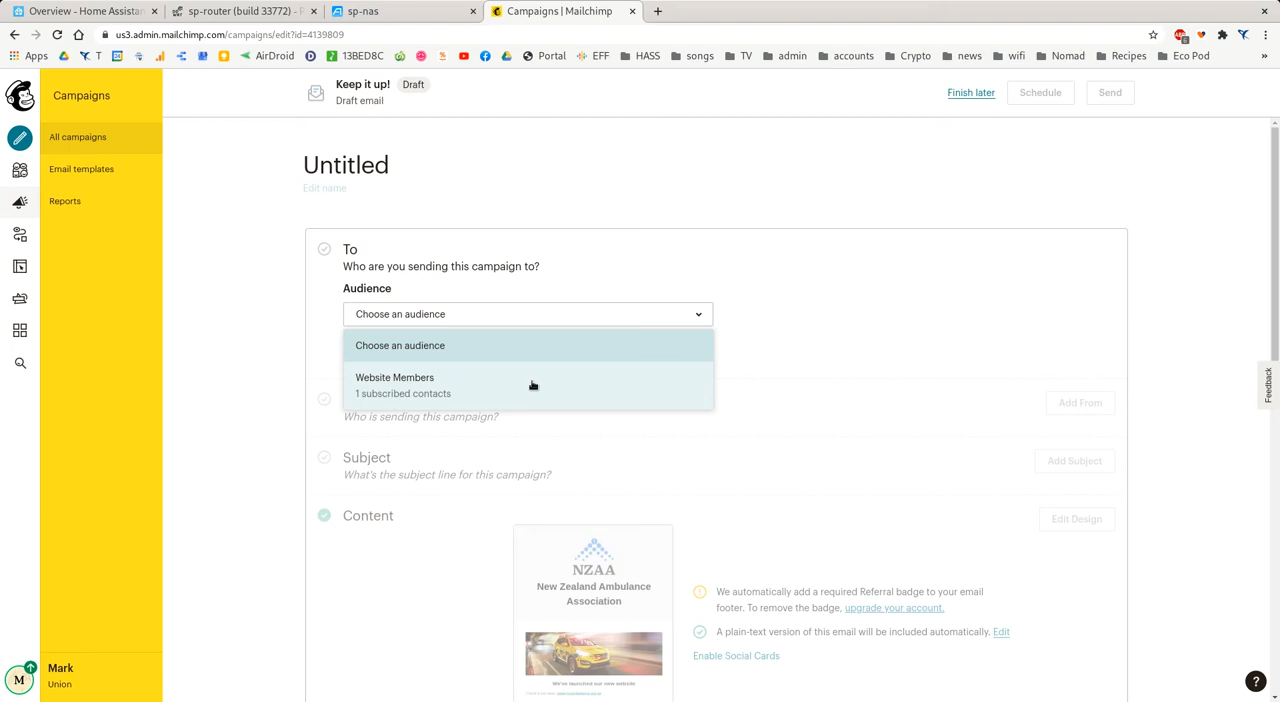 Overview - Home Assistan
sp-router (build 33772) - P
sp-nas
Campaigns | Mailchimp
us3.admin.mailchimp.com/campaigns/edit?id=4139809
Apps
T
AirDroid
13BED8C
Portal
EFF
HASS
songs
TV
admin
accounts
Crypto
news
wifi
Nomad
Recipes
Eco Pod
»
Campaigns
All campaigns
Email templates
Reports
Mark
Union
M
Keep it up!
Draft
Draft email
Finish later
Schedule
Send
Untitled
Edit name
To
Who are you sending this campaign to?
Audience
Choose an audience
Choose an audience
Website Members
1 subscribed contacts
Who is sending this campaign?
Add From
Subject
What's the subject line for this campaign?
Add Subject
Content
Edit Design
NZAA
New Zealand Ambulance
Association
We've launched our new website
We automatically add a required Referral badge to your email
footer. To remove the badge, upgrade your account.
A plain-text version of this email will be included automatically. Edit
Enable Social Cards
Feedback
?